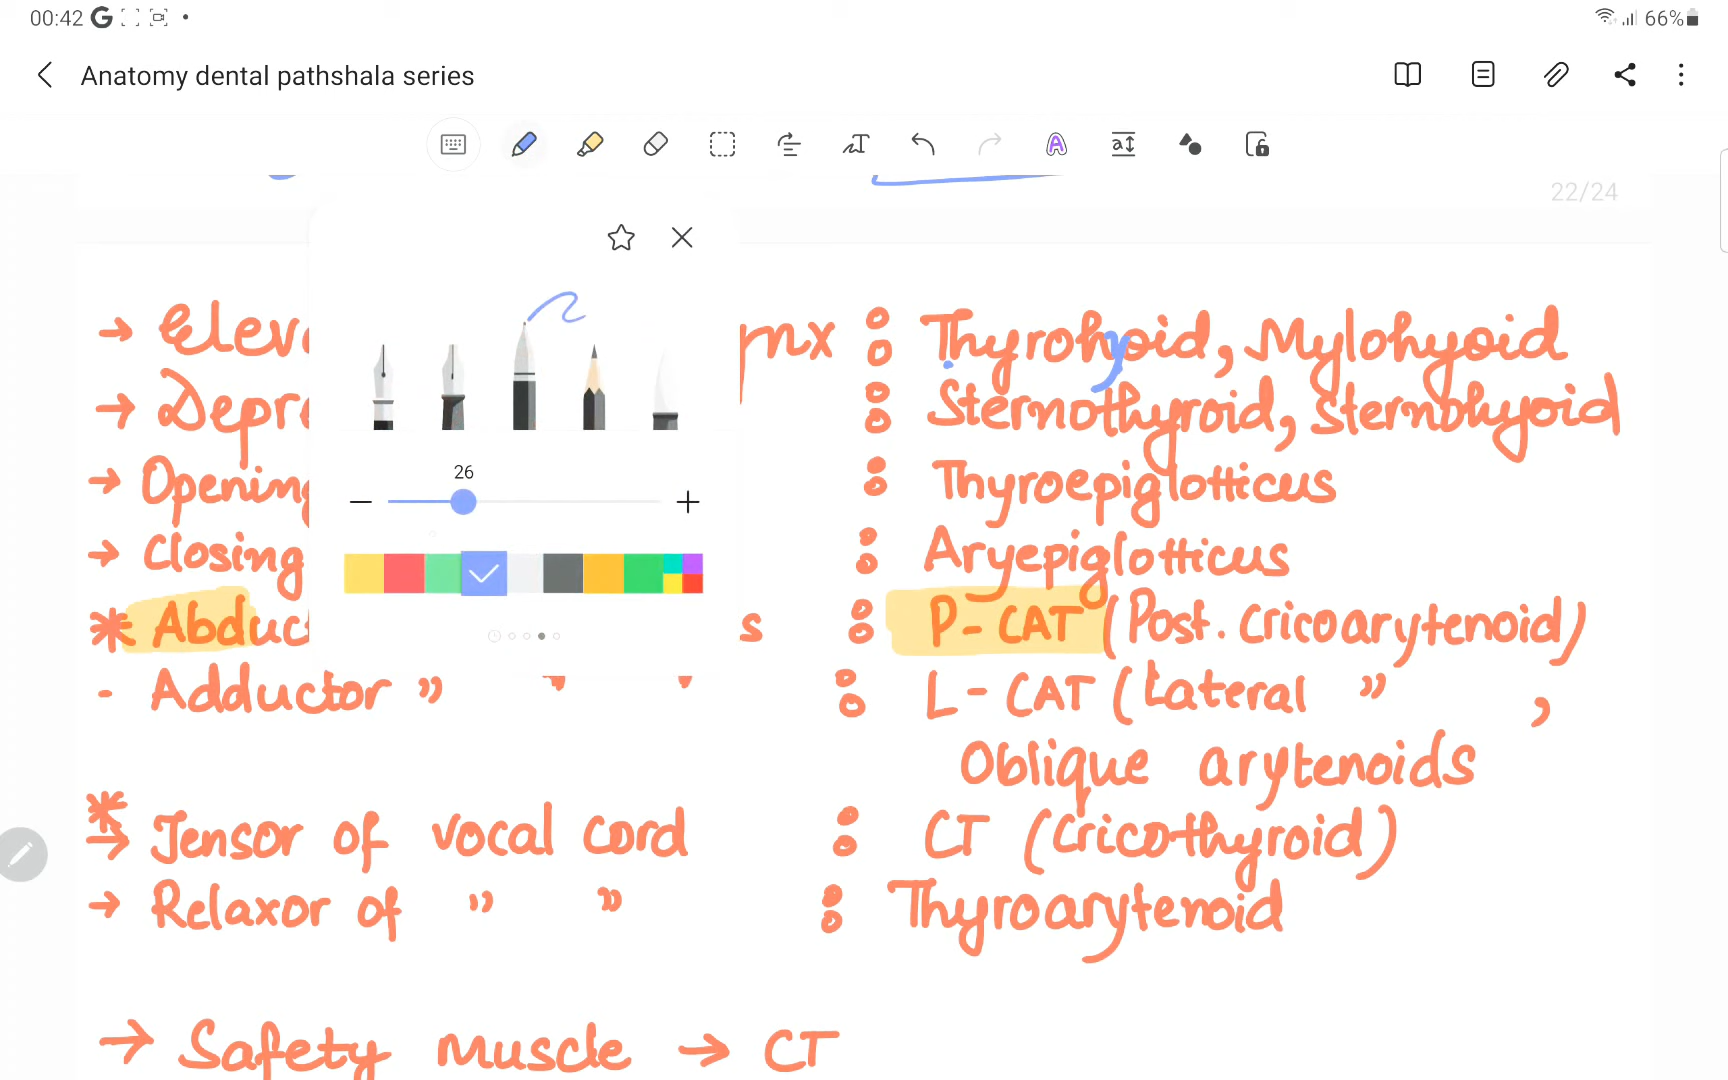 00:42 G 66%
Anatomy dental pathshala series
22/24
→ Elev ynx : Thyrohyoid, Mylohyoid
→ Depre : Sternothyroid, Sternohyoid
26
→ Opening : Thyroepiglotticus
→ Closing : Aryepiglotticus
* Abduc s : P-CAT (Post. Cricoarytenoid)
- Adductor " : L-CAT (Lateral " ,
Oblique arytenoids
* → Tensor of vocal cord : CT (Cricothyroid)
→ Relaxor of " " : Thyroarytenoid
→ Safety muscle → CT